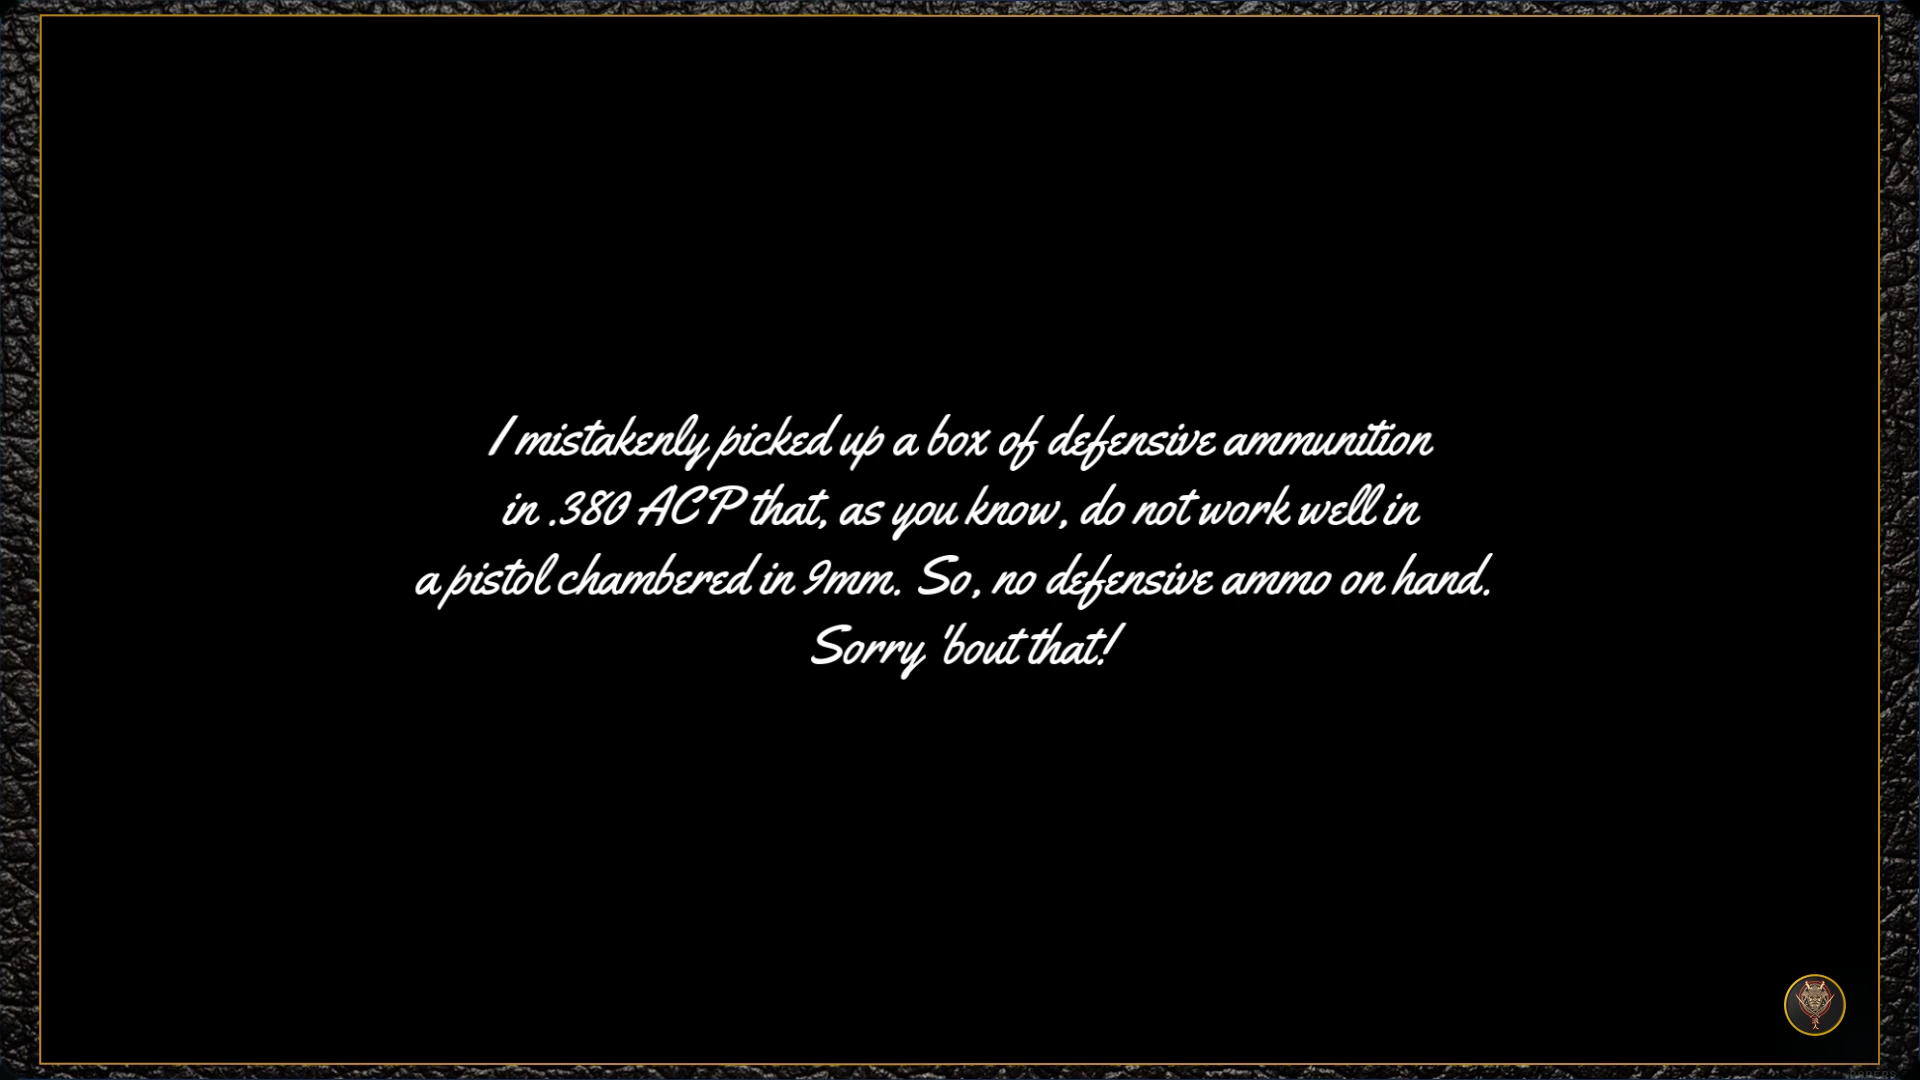 I mistakenly picked up a box of defensive ammunition
in .380 ACP that, as you know, do not work well in
a pistol chambered in 9mm. So, no defensive ammo on hand.
Sorry 'bout that!